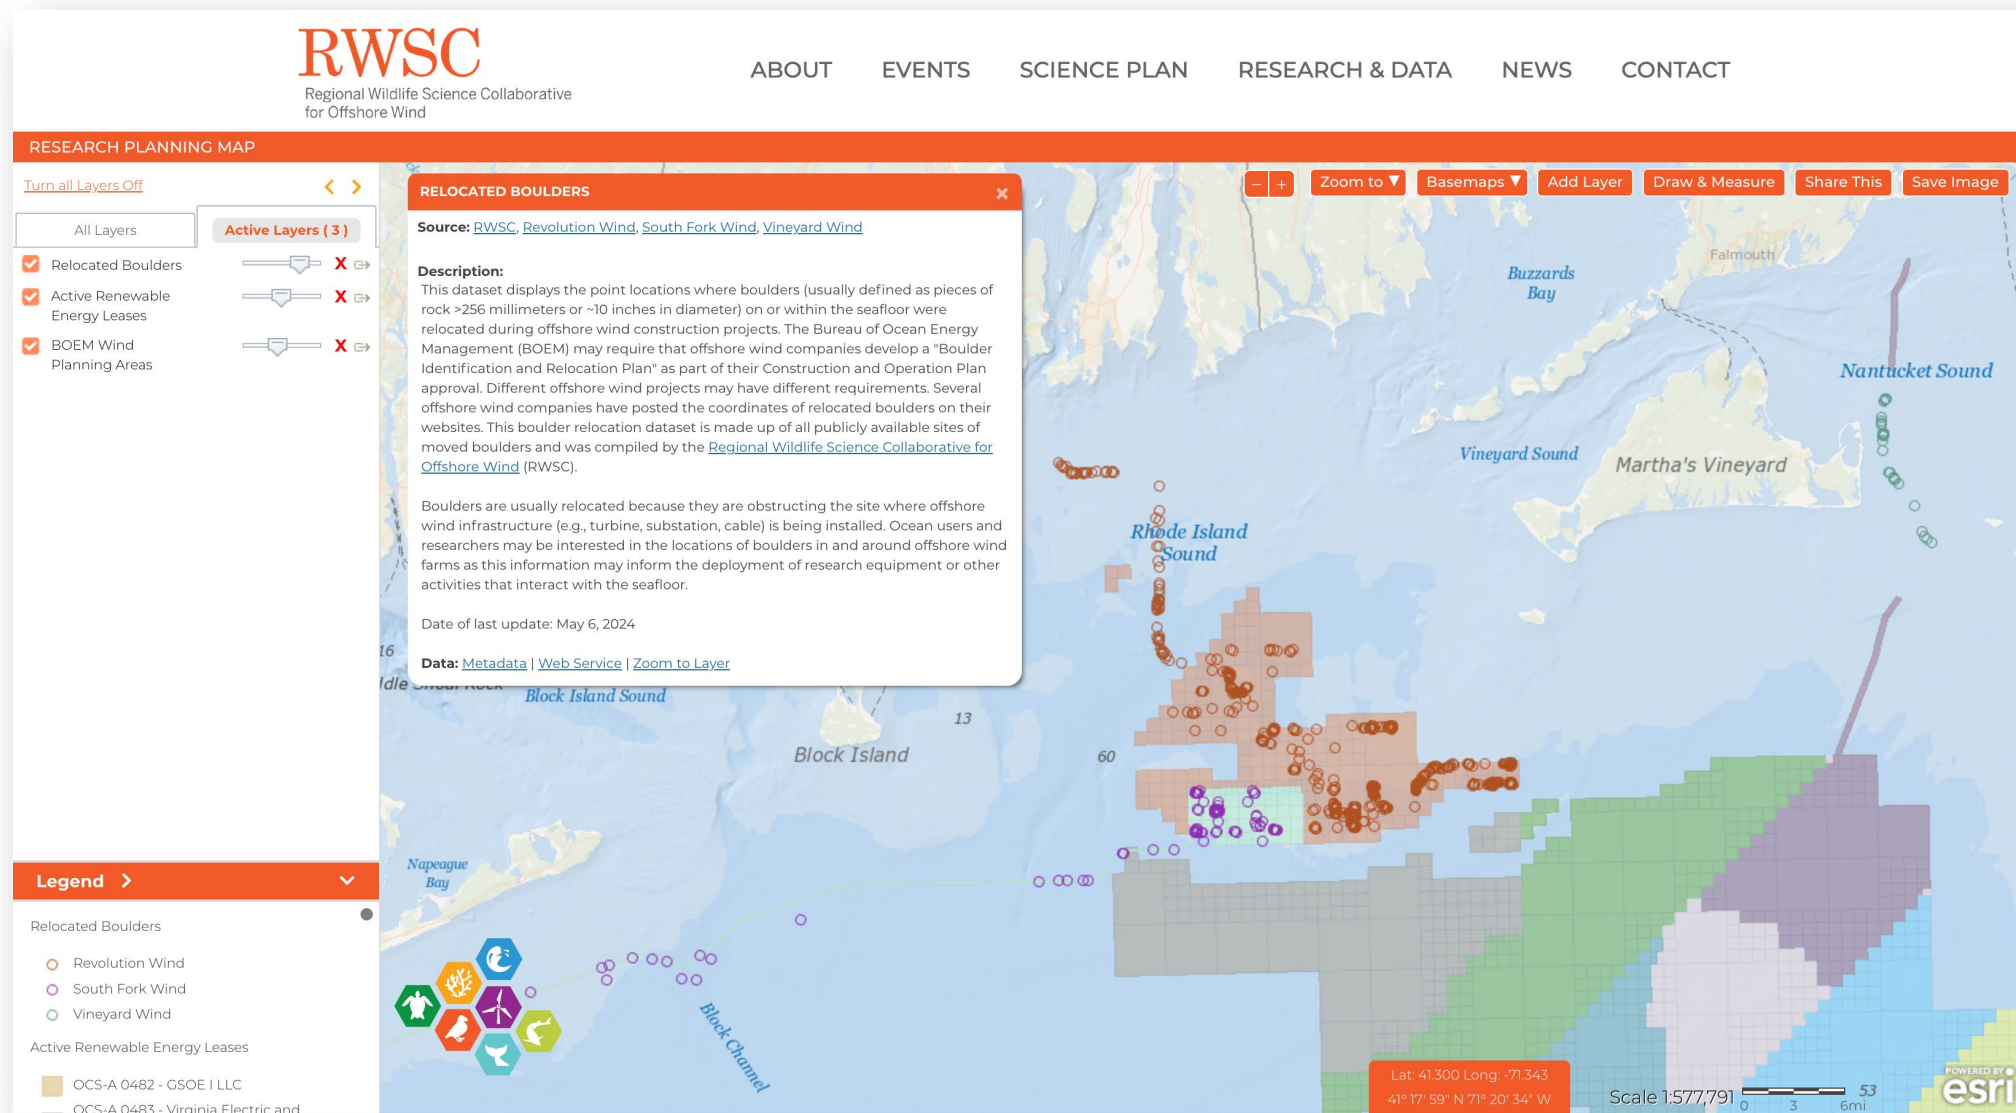 RWSC
Regional Wildlife Science Collaborative
for Offshore Wind
ABOUT
EVENTS
SCIENCE PLAN
RESEARCH & DATA
NEWS
CONTACT
RESEARCH PLANNING MAP
Turn all Layers Off
All Layers
Active Layers ( 3 )
Relocated Boulders
X
Active Renewable
Energy Leases
X
BOEM Wind
Planning Areas
X
Legend
Relocated Boulders
Revolution Wind
South Fork Wind
Vineyard Wind
Active Renewable Energy Leases
OCS-A 0482 - GSOE I LLC
OCS-A 0483 - Virginia Electric and
RELOCATED BOULDERS
Source: RWSC, Revolution Wind, South Fork Wind, Vineyard Wind
Description:
This dataset displays the point locations where boulders (usually defined as pieces of
rock >256 millimeters or ~10 inches in diameter) on or within the seafloor were
relocated during offshore wind construction projects. The Bureau of Ocean Energy
Management (BOEM) may require that offshore wind companies develop a "Boulder
Identification and Relocation Plan" as part of their Construction and Operation Plan
approval. Different offshore wind projects may have different requirements. Several
offshore wind companies have posted the coordinates of relocated boulders on their
websites. This boulder relocation dataset is made up of all publicly available sites of
moved boulders and was compiled by the Regional Wildlife Science Collaborative for
Offshore Wind (RWSC).
Boulders are usually relocated because they are obstructing the site where offshore
wind infrastructure (e.g., turbine, substation, cable) is being installed. Ocean users and
researchers may be interested in the locations of boulders in and around offshore wind
farms as this information may inform the deployment of research equipment or other
activities that interact with the seafloor.
Date of last update: May 6, 2024
Data: Metadata | Web Service | Zoom to Layer
− +
Zoom to ▼
Basemaps ▼
Add Layer
Draw & Measure
Share This
Save Image
Falmouth
Buzzards
Bay
Nantucket Sound
Vineyard Sound
Martha's Vineyard
Rhode Island
Sound
16
Block Island Sound
13
Block Island
60
Napeague
Bay
Block Channel
Lat: 41.300 Long: -71.343
41° 17' 59" N 71° 20' 34" W
Scale 1:577,791
0 3 6mi
53
POWERED BY
esri